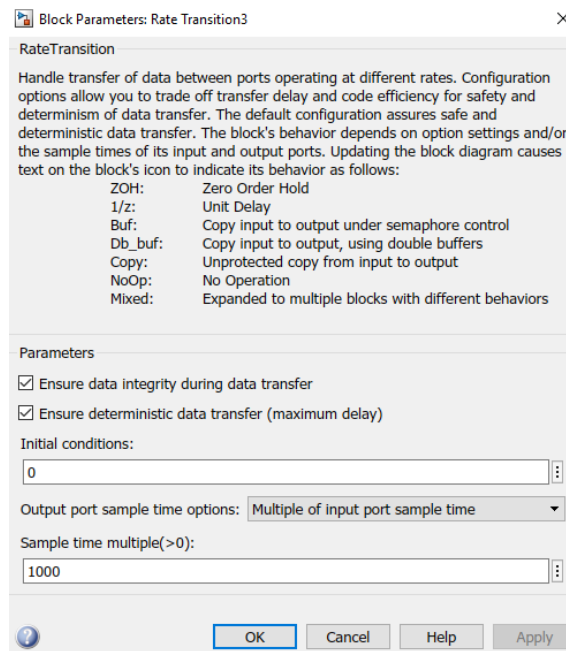 Block Parameters: Rate Transition3
RateTransition
Handle transfer of data between ports operating at different rates. Configuration
options allow you to trade off transfer delay and code efficiency for safety and
determinism of data transfer. The default configuration assures safe and
deterministic data transfer. The block's behavior depends on option settings and/or
the sample times of its input and output ports. Updating the block diagram causes
text on the block's icon to indicate its behavior as follows:
ZOH: Zero Order Hold
1/z: Unit Delay
Buf: Copy input to output under semaphore control
Db_buf: Copy input to output, using double buffers
Copy: Unprotected copy from input to output
NoOp: No Operation
Mixed: Expanded to multiple blocks with different behaviors
Parameters
Ensure data integrity during data transfer
Ensure deterministic data transfer (maximum delay)
Initial conditions:
0
Output port sample time options: Multiple of input port sample time
Sample time multiple(>0):
1000
OK Cancel Help Apply